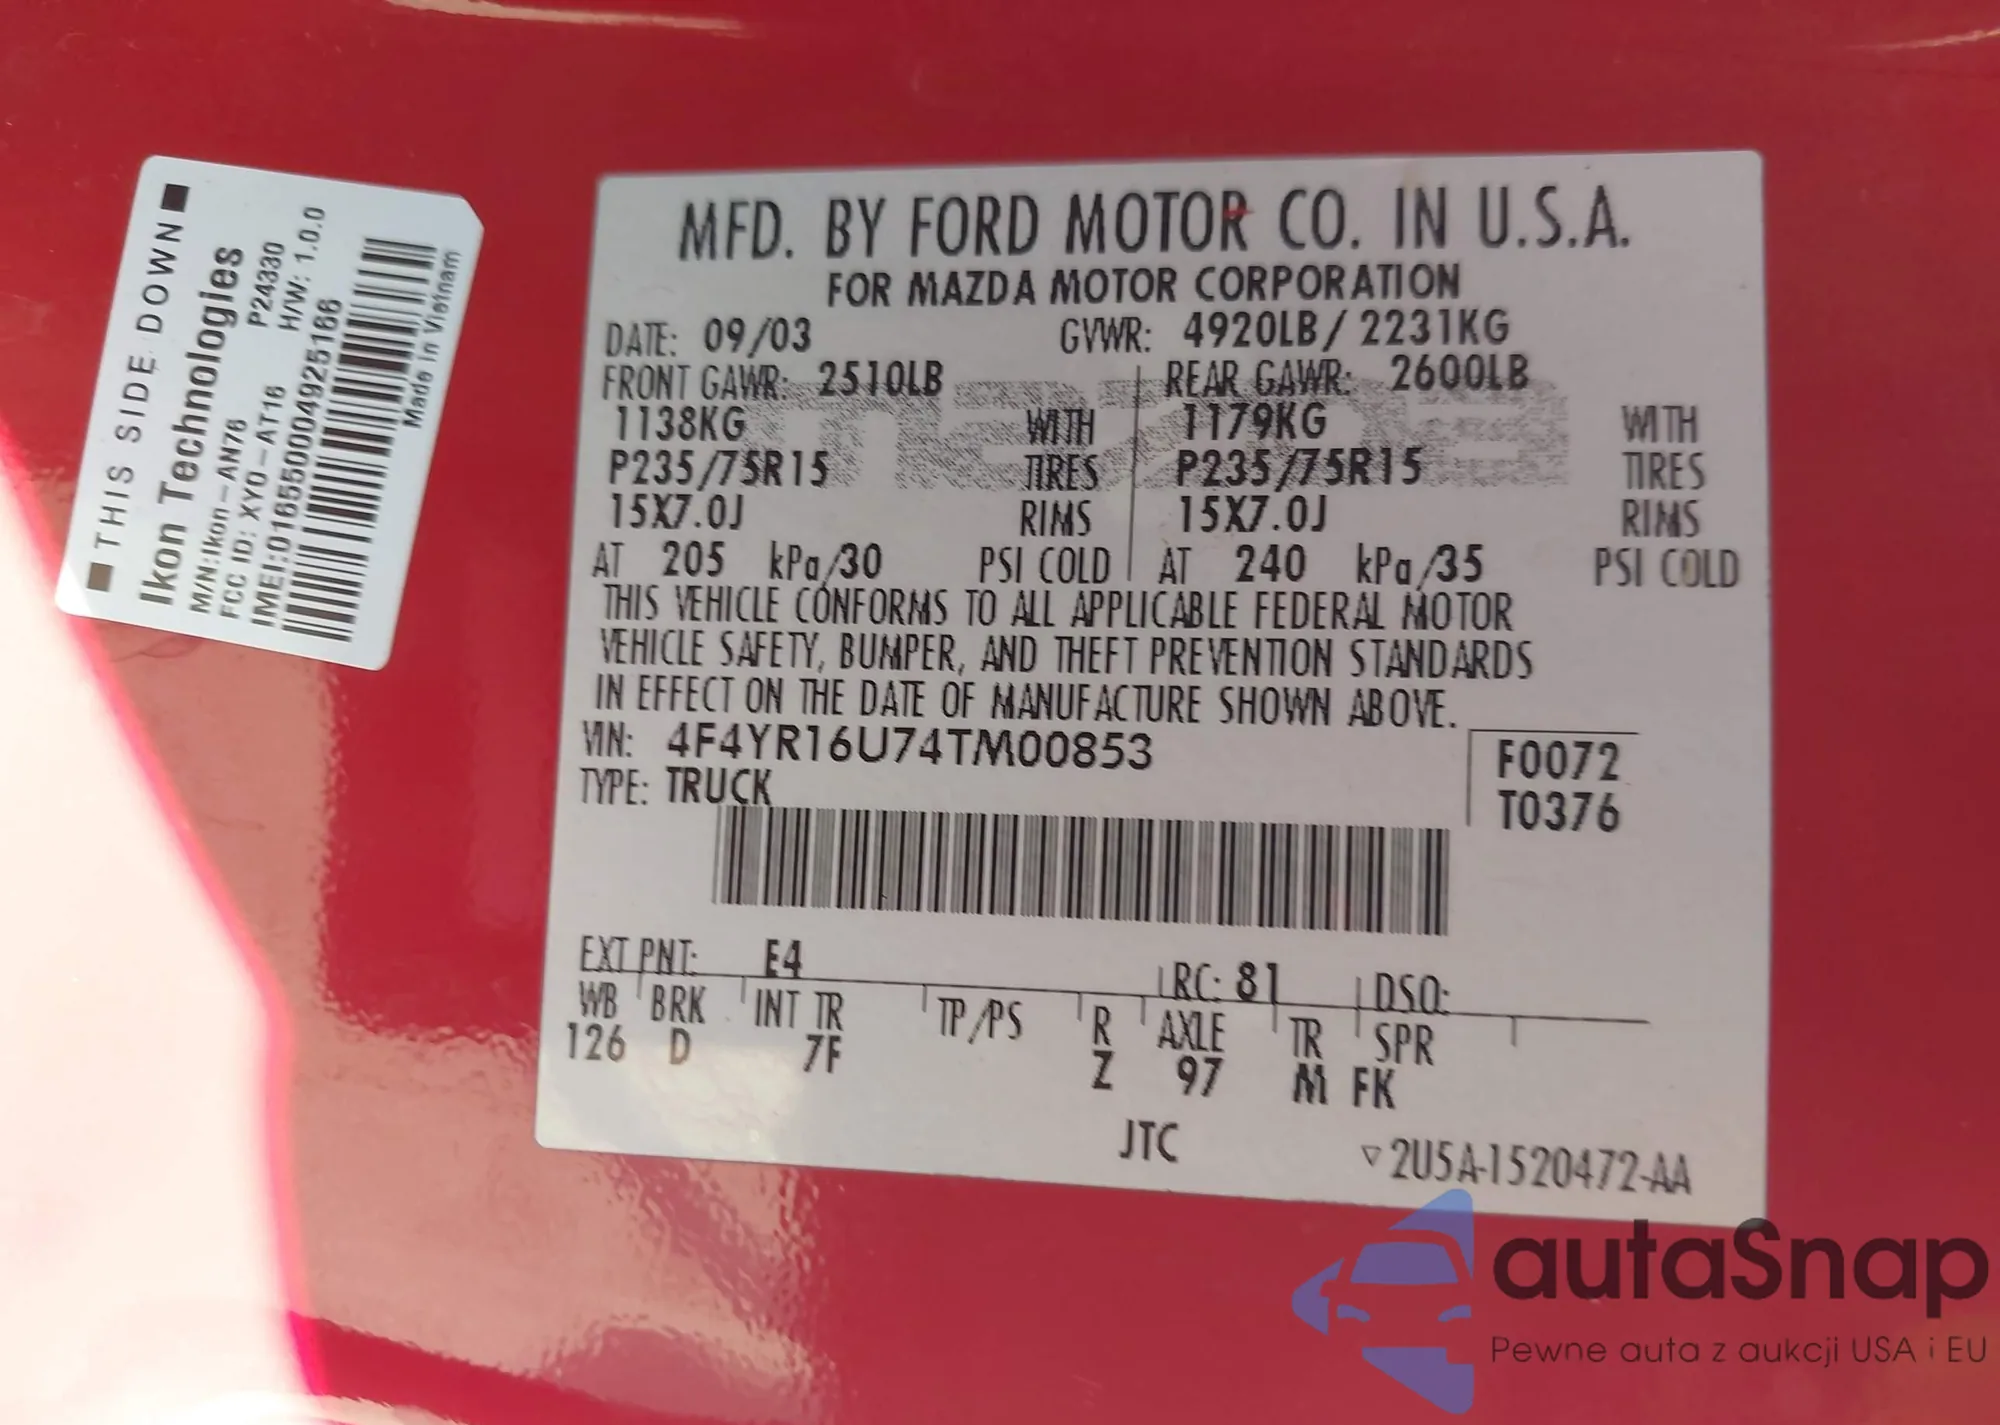 ■ THIS SIDE DOWN ■
Ikon Technologies
M/N:Ikon-AN76 P24330
FCC ID: XYO-AT16 H/W: 1.0.0
IMEI:016550004925166
Made in Vietnam
MFD. BY FORD MOTOR CO. IN U.S.A.
FOR MAZDA MOTOR CORPORATION
DATE: 09/03 GVWR: 4920LB / 2231KG
FRONT GAWR: 2510LB REAR GAWR: 2600LB
1138KG WITH 1179KG WITH
P235/75R15 TIRES P235/75R15 TIRES
15X7.0J RIMS 15X7.0J RIMS
AT 205 kPa/30 PSI COLD AT 240 kPa/35 PSI COLD
THIS VEHICLE CONFORMS TO ALL APPLICABLE FEDERAL MOTOR
VEHICLE SAFETY, BUMPER, AND THEFT PREVENTION STANDARDS
IN EFFECT ON THE DATE OF MANUFACTURE SHOWN ABOVE.
VIN: 4F4YR16U74TM00853 F0072
TYPE: TRUCK T0376
EXT PNT: E4 RC: 81 DSO:
WB BRK INT TR TP/PS R AXLE TR SPR
126 D 7F Z 97 M FK
JTC ▽2U5A-1520472-AA
mazda
autaSnap
Pewne auta z aukcji USA i EU